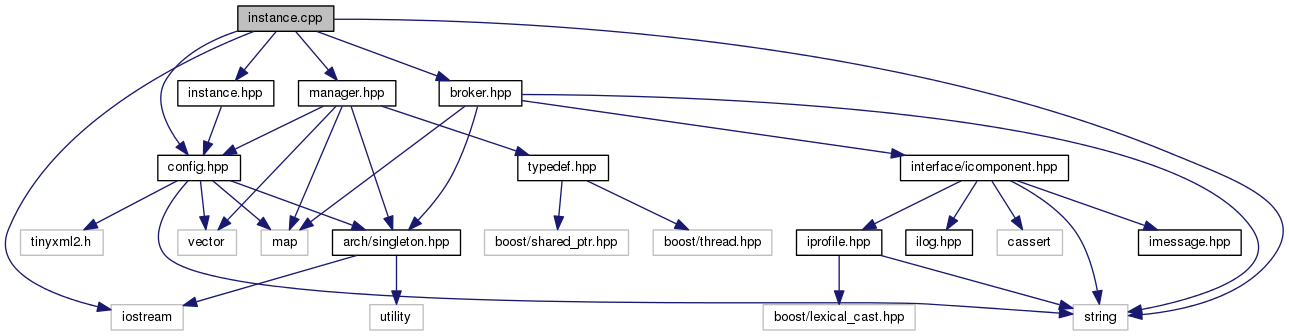 instance.cpp
instance.hpp
manager.hpp
broker.hpp
config.hpp
typedef.hpp
interface/icomponent.hpp
tinyxml2.h
vector
map
arch/singleton.hpp
boost/shared_ptr.hpp
boost/thread.hpp
iprofile.hpp
ilog.hpp
cassert
imessage.hpp
iostream
utility
boost/lexical_cast.hpp
string